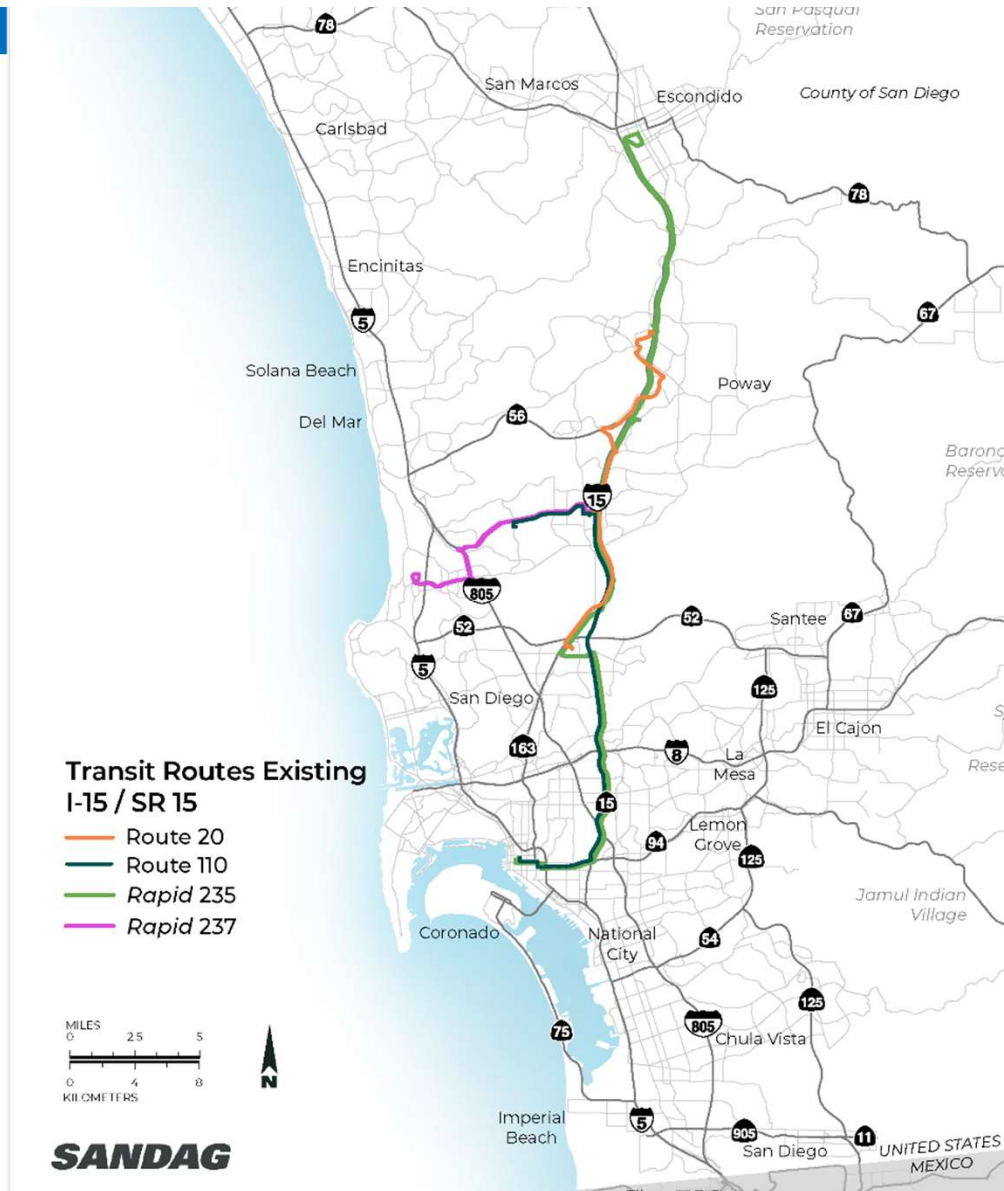 San Pasqual
Reservation
78
San Marcos
Escondido
County of San Diego
Carlsbad
78
Encinitas
5
67
Solana Beach
Poway
Del Mar
56
15
805
52
52
Santee
67
5
125
San Diego
El Cajon
163
8
La
Mesa
Transit Routes Existing
I-15 / SR 15
Route 20
Route 110
Rapid 235
Rapid 237
15
Lemon
Grove
94
125
Jamul Indian
Village
Coronado
National
City
54
125
MILES
0 2.5 5
0 4 8
KILOMETERS
N
75
805
Chula Vista
Imperial
Beach
5
905
San Diego
11
UNITED STATES
MEXICO
SANDAG